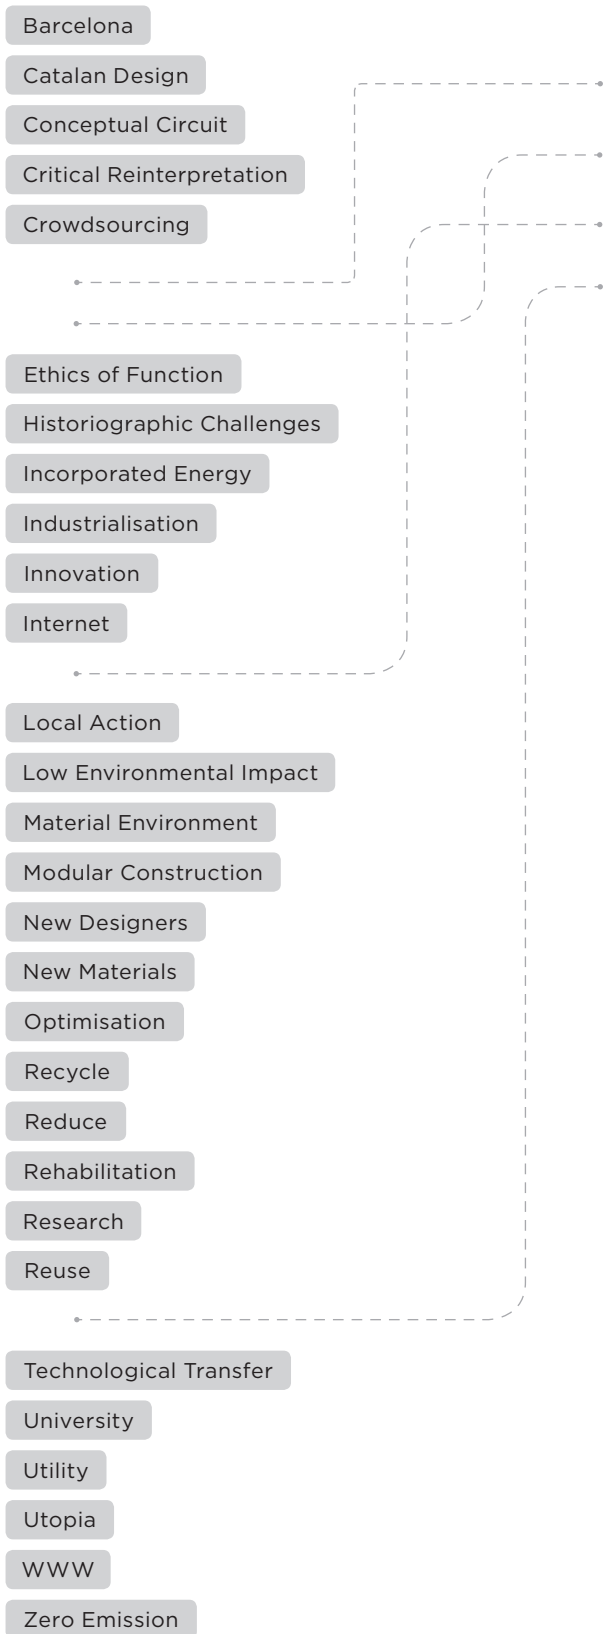 Barcelona
Catalan Design
Conceptual Circuit
Critical Reinterpretation
Crowdsourcing
Ethics of Function
Historiographic Challenges
Incorporated Energy
Industrialisation
Innovation
Internet
Local Action
Low Environmental Impact
Material Environment
Modular Construction
New Designers
New Materials
Optimisation
Recycle
Reduce
Rehabilitation
Research
Reuse
Technological Transfer
University
Utility
Utopia
WWW
Zero Emission